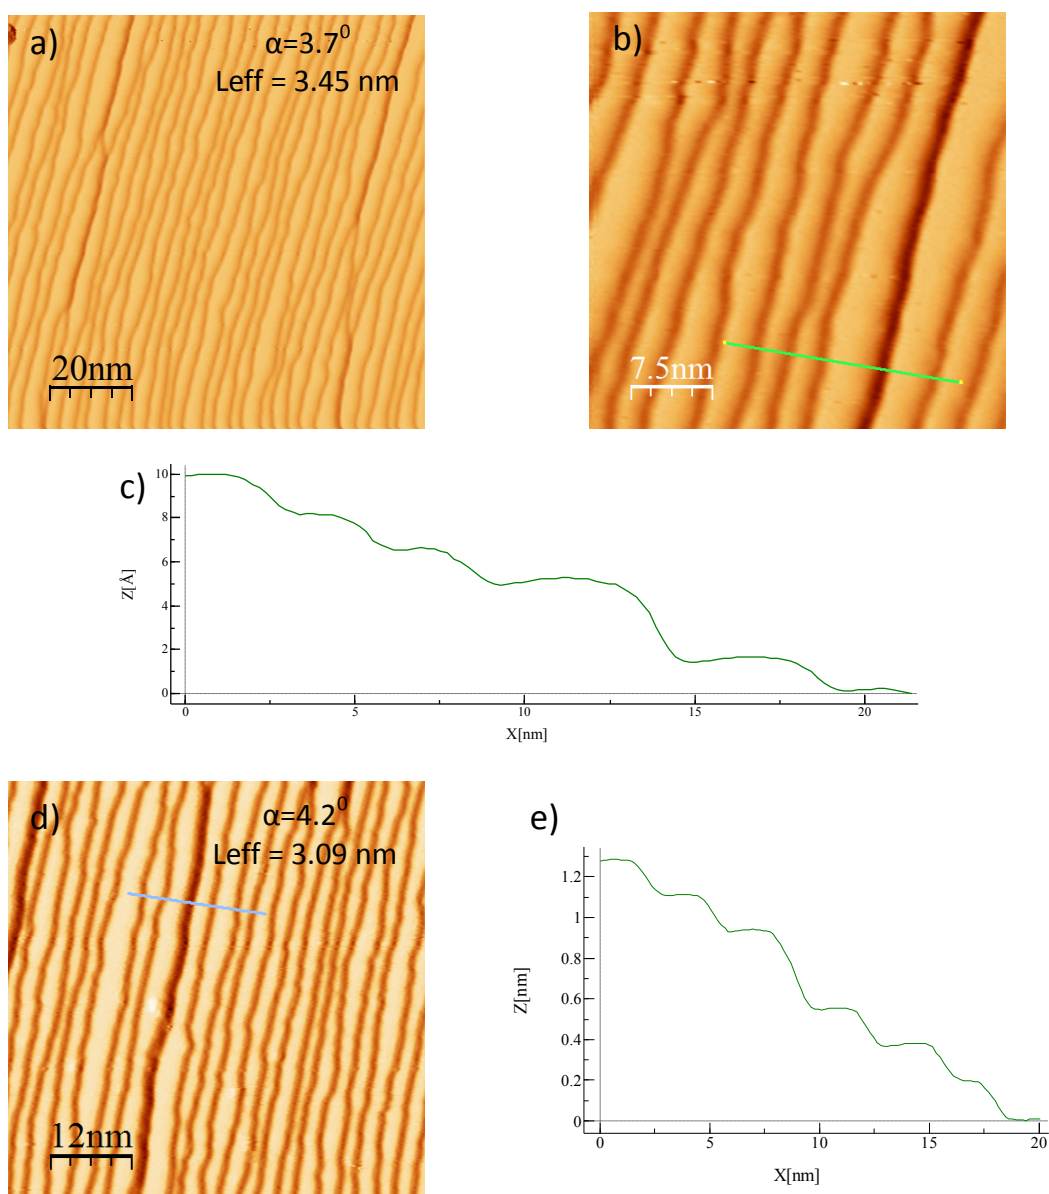 a)
α=3.7⁰
Leff = 3.45 nm
20nm
b)
7.5nm
c)
10
8
6
4
2
0
Z[Å]
0 5 10 15 20
X[nm]
d)
α=4.2⁰
Leff = 3.09 nm
12nm
e)
1.2
1
0.8
0.6
0.4
0.2
0
Z[nm]
0 5 10 15 20
X[nm]